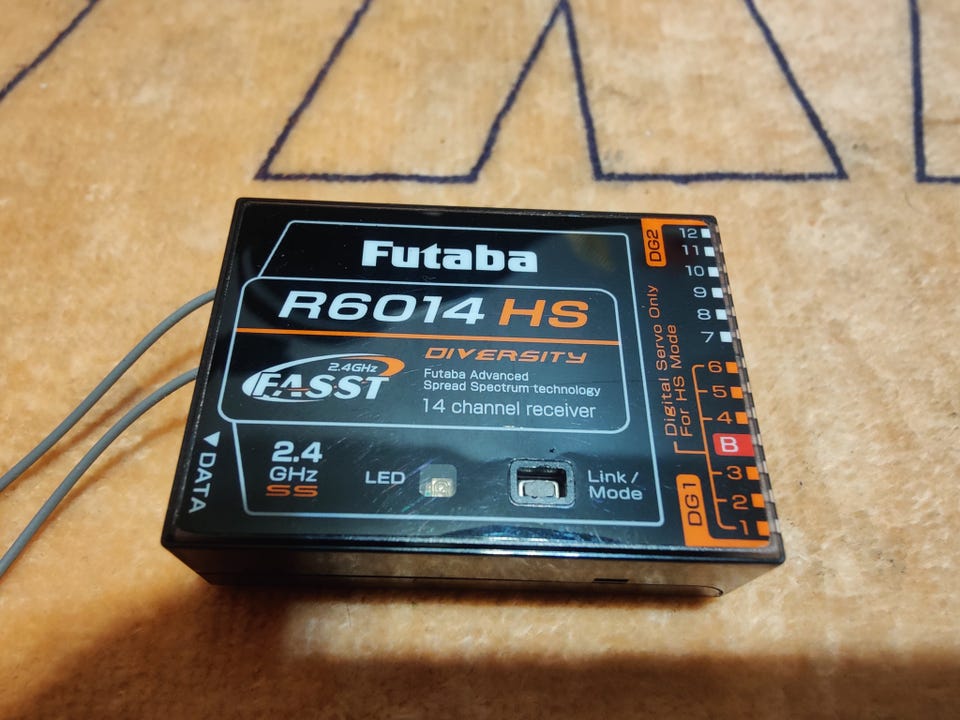 Futaba
R6014 HS
DIVERSITY
2.4GHz
FASST
Futaba Advanced
Spread Spectrum technology
14 channel receiver
▼DATA
2.4
GHz
SS
LED
Link /
Mode
DG2
12
11
10
9
8
7
6
5
4
B
3
2
1
DG1
Digital Servo Only
For HS Mode